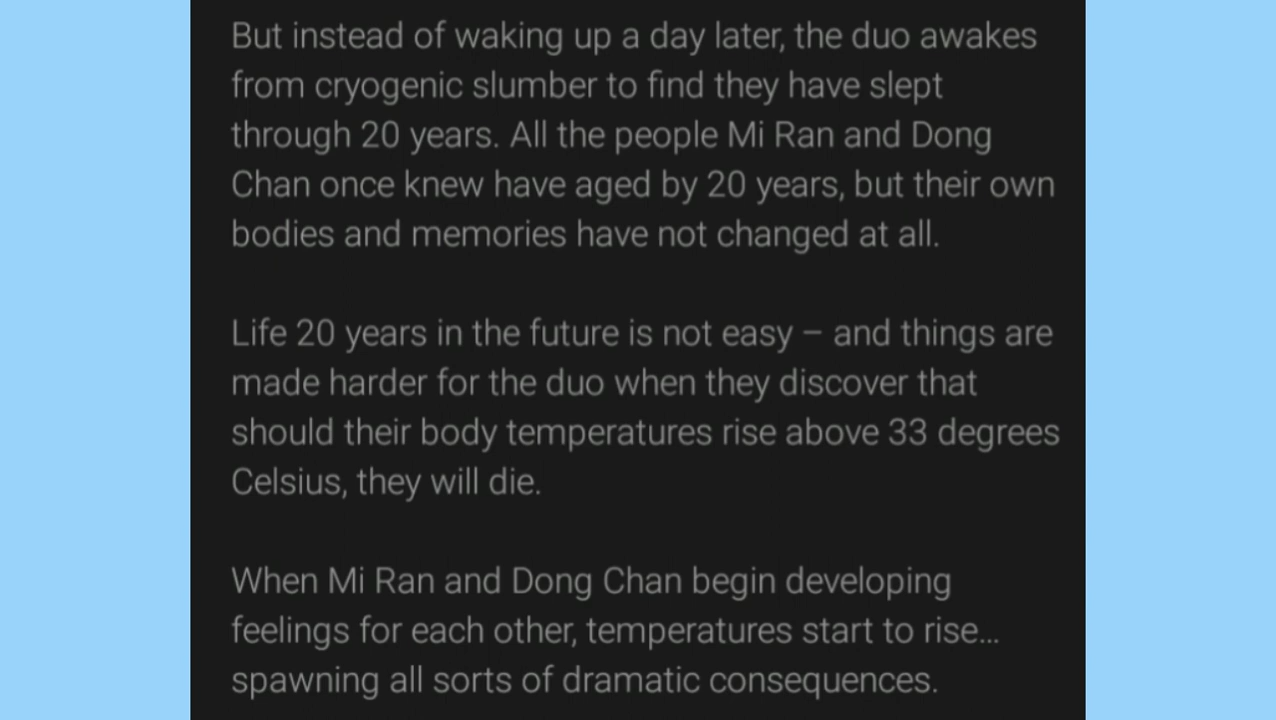 But instead of waking up a day later, the duo awakes
from cryogenic slumber to find they have slept
through 20 years. All the people Mi Ran and Dong
Chan once knew have aged by 20 years, but their own
bodies and memories have not changed at all.
Life 20 years in the future is not easy – and things are
made harder for the duo when they discover that
should their body temperatures rise above 33 degrees
Celsius, they will die.
When Mi Ran and Dong Chan begin developing
feelings for each other, temperatures start to rise…
spawning all sorts of dramatic consequences.